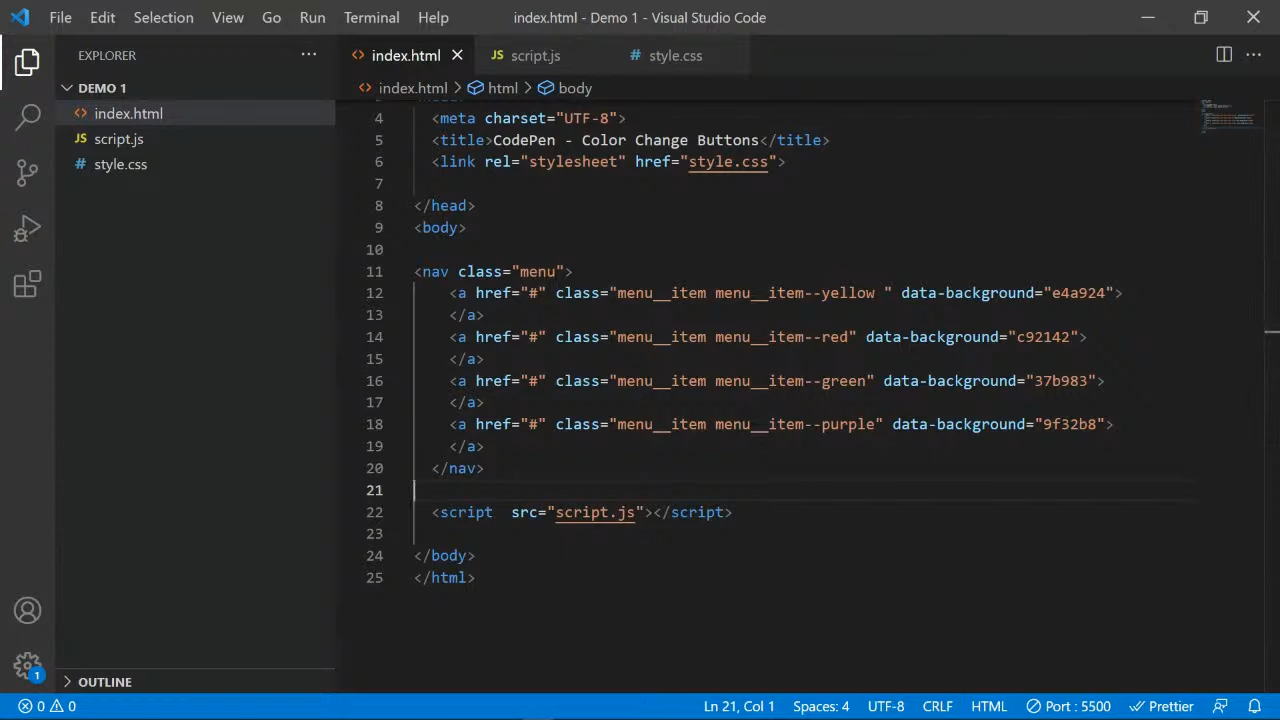 File Edit Selection View Go Run Terminal Help index.html - Demo 1 - Visual Studio Code
EXPLORER
DEMO 1
index.html
JS script.js
# style.css
OUTLINE
index.html JS script.js # style.css
index.html > html > body
4 <meta charset="UTF-8">
5 <title>CodePen - Color Change Buttons</title>
6 <link rel="stylesheet" href="style.css">
7
8 </head>
9 <body>
10
11 <nav class="menu">
12 <a href="#" class="menu__item menu__item--yellow " data-background="e4a924">
13 </a>
14 <a href="#" class="menu__item menu__item--red" data-background="c92142">
15 </a>
16 <a href="#" class="menu__item menu__item--green" data-background="37b983">
17 </a>
18 <a href="#" class="menu__item menu__item--purple" data-background="9f32b8">
19 </a>
20 </nav>
21
22 <script  src="script.js"></script>
23
24 </body>
25 </html>
1
0 0 Ln 21, Col 1 Spaces: 4 UTF-8 CRLF HTML Port : 5500 Prettier